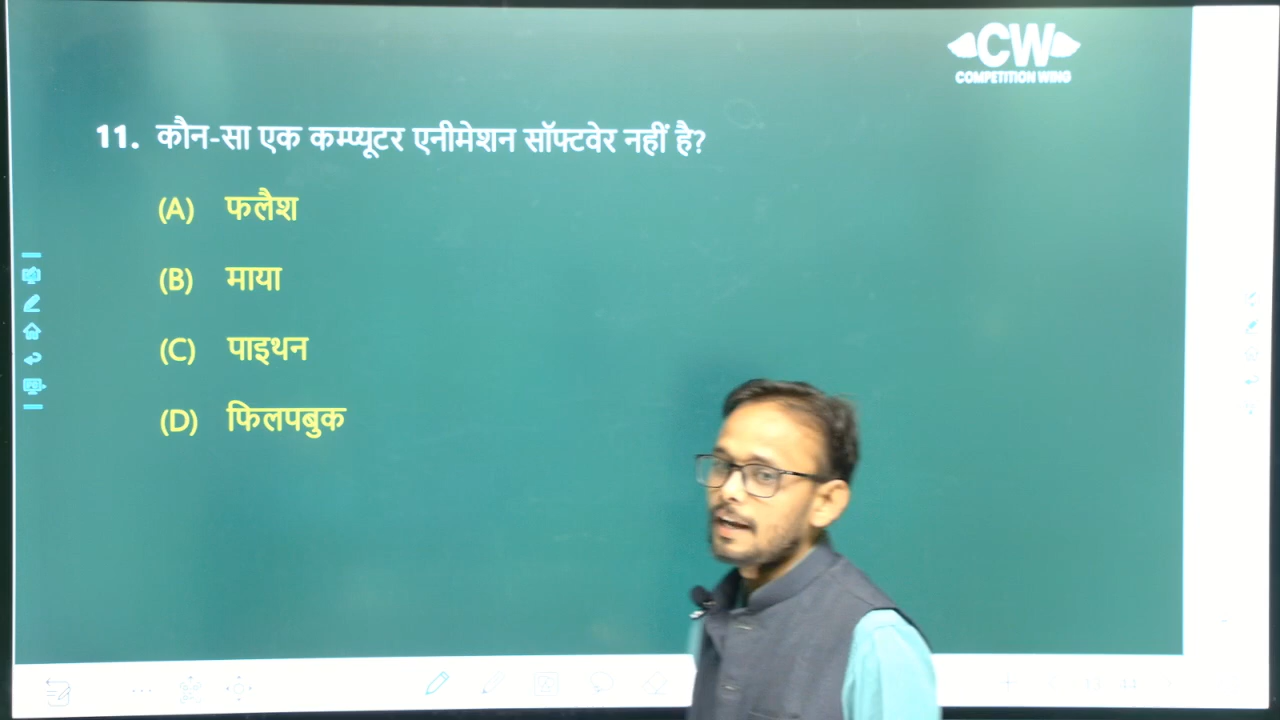 CW
COMPETITION WING
11. कौन-सा एक कम्प्यूटर एनीमेशन सॉफ्टवेर नहीं है?
(A) फलैश
(B) माया
(C) पाइथन
(D) फिलपबुक